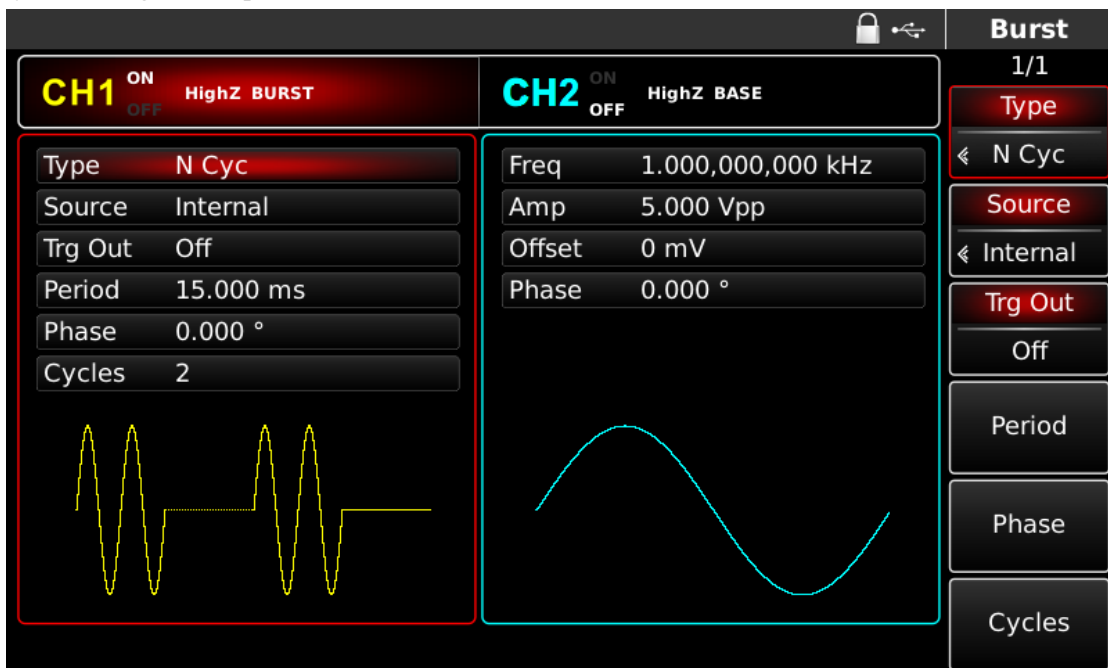 Burst
1/1
CH1 ON OFF HighZ BURST
CH2 ON OFF HighZ BASE
Type N Cyc
Source Internal
Trg Out Off
Period 15.000 ms
Phase 0.000 °
Cycles 2
Freq 1.000,000,000 kHz
Amp 5.000 Vpp
Offset 0 mV
Phase 0.000 °
Type
N Cyc
Source
Internal
Trg Out
Off
Period
Phase
Cycles